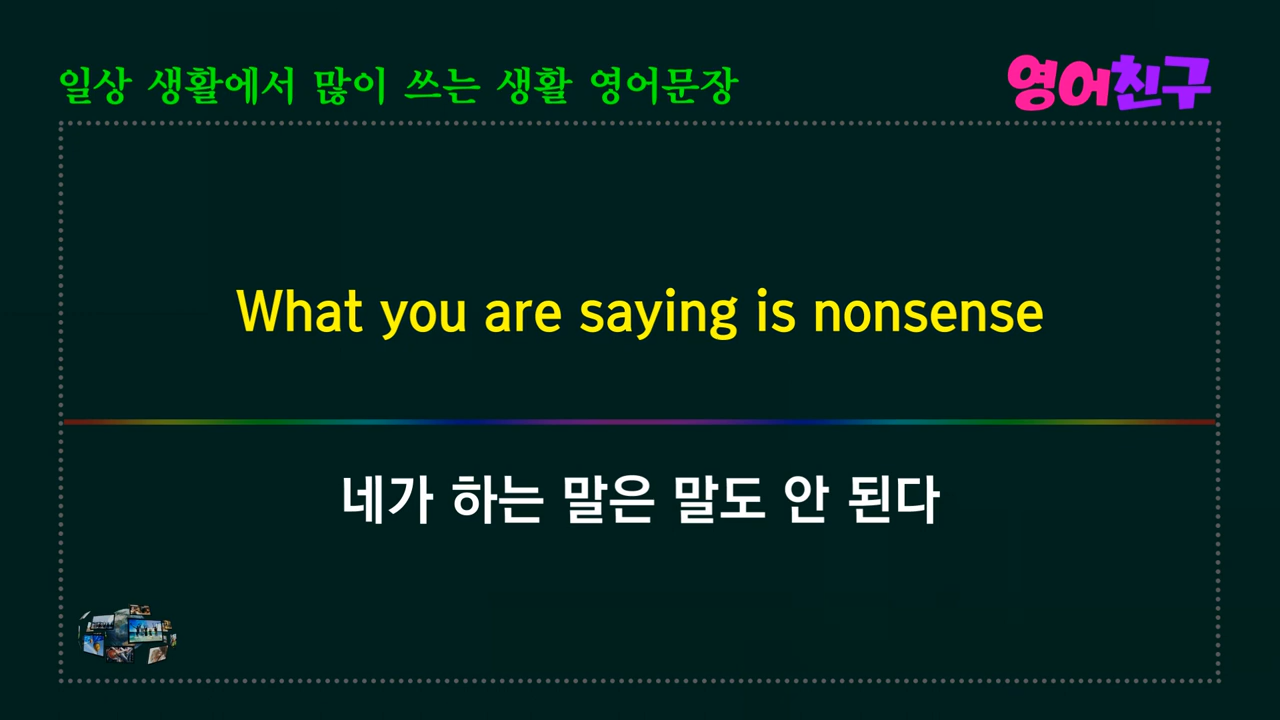 일상 생활에서 많이 쓰는 생활 영어문장
영어친구
What you are saying is nonsense
네가 하는 말은 말도 안 된다